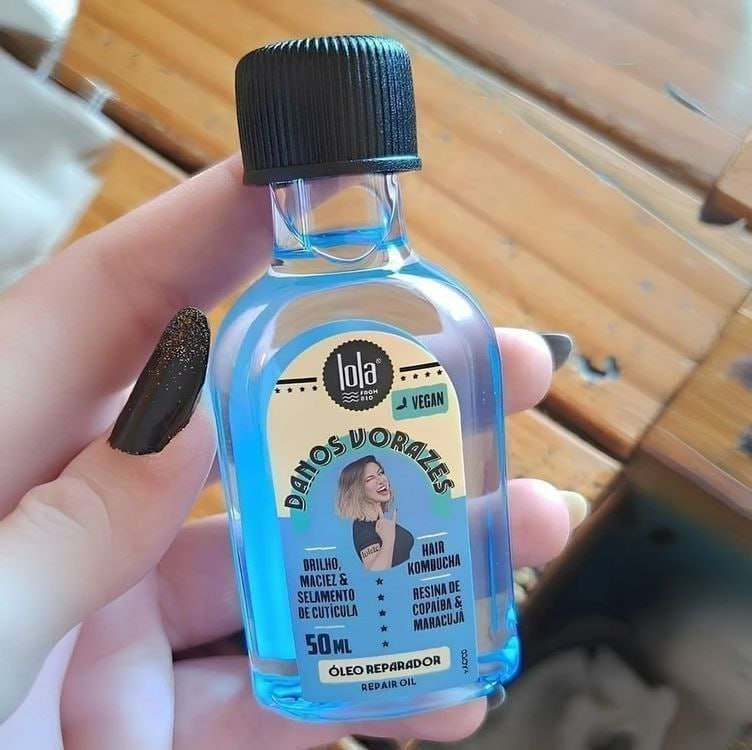 lola
FROM
RIO
VEGAN
DANOS VORAZES
BRILHO,
MACIEZ &
SELAMENTO
DE CUTÍCULA
HAIR
KOMBUCHA
RESINA DE
COPAÍBA &
MARACUJÁ
50ML
ÓLEO REPARADOR
REPAIR OIL